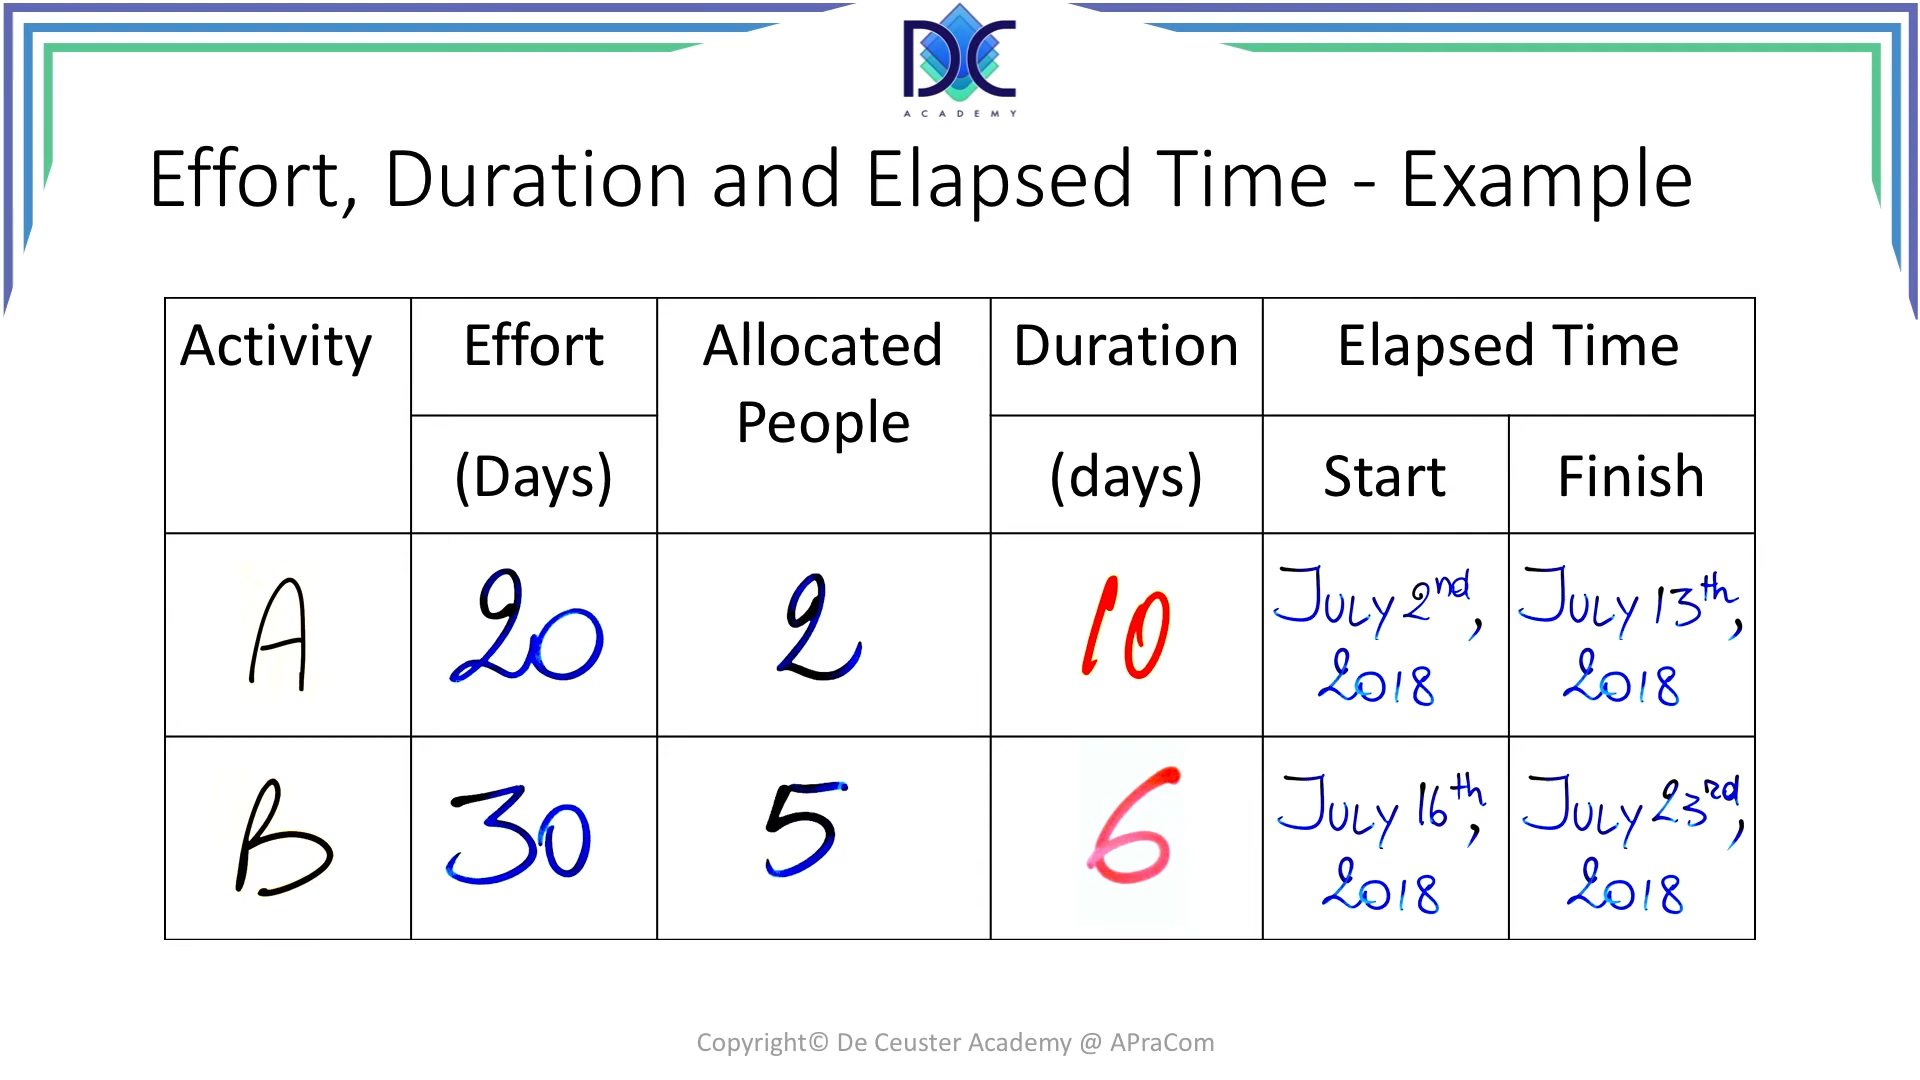 DC
ACADEMY
Effort, Duration and Elapsed Time - Example
Activity
Effort
Allocated
People
Duration
Elapsed Time
(Days)
(days)
Start
Finish
A
20
2
10
July 2nd,
2018
July 13th,
2018
B
30
5
6
July 16th,
2018
July 23rd,
2018
Copyright© De Ceuster Academy @ APraCom